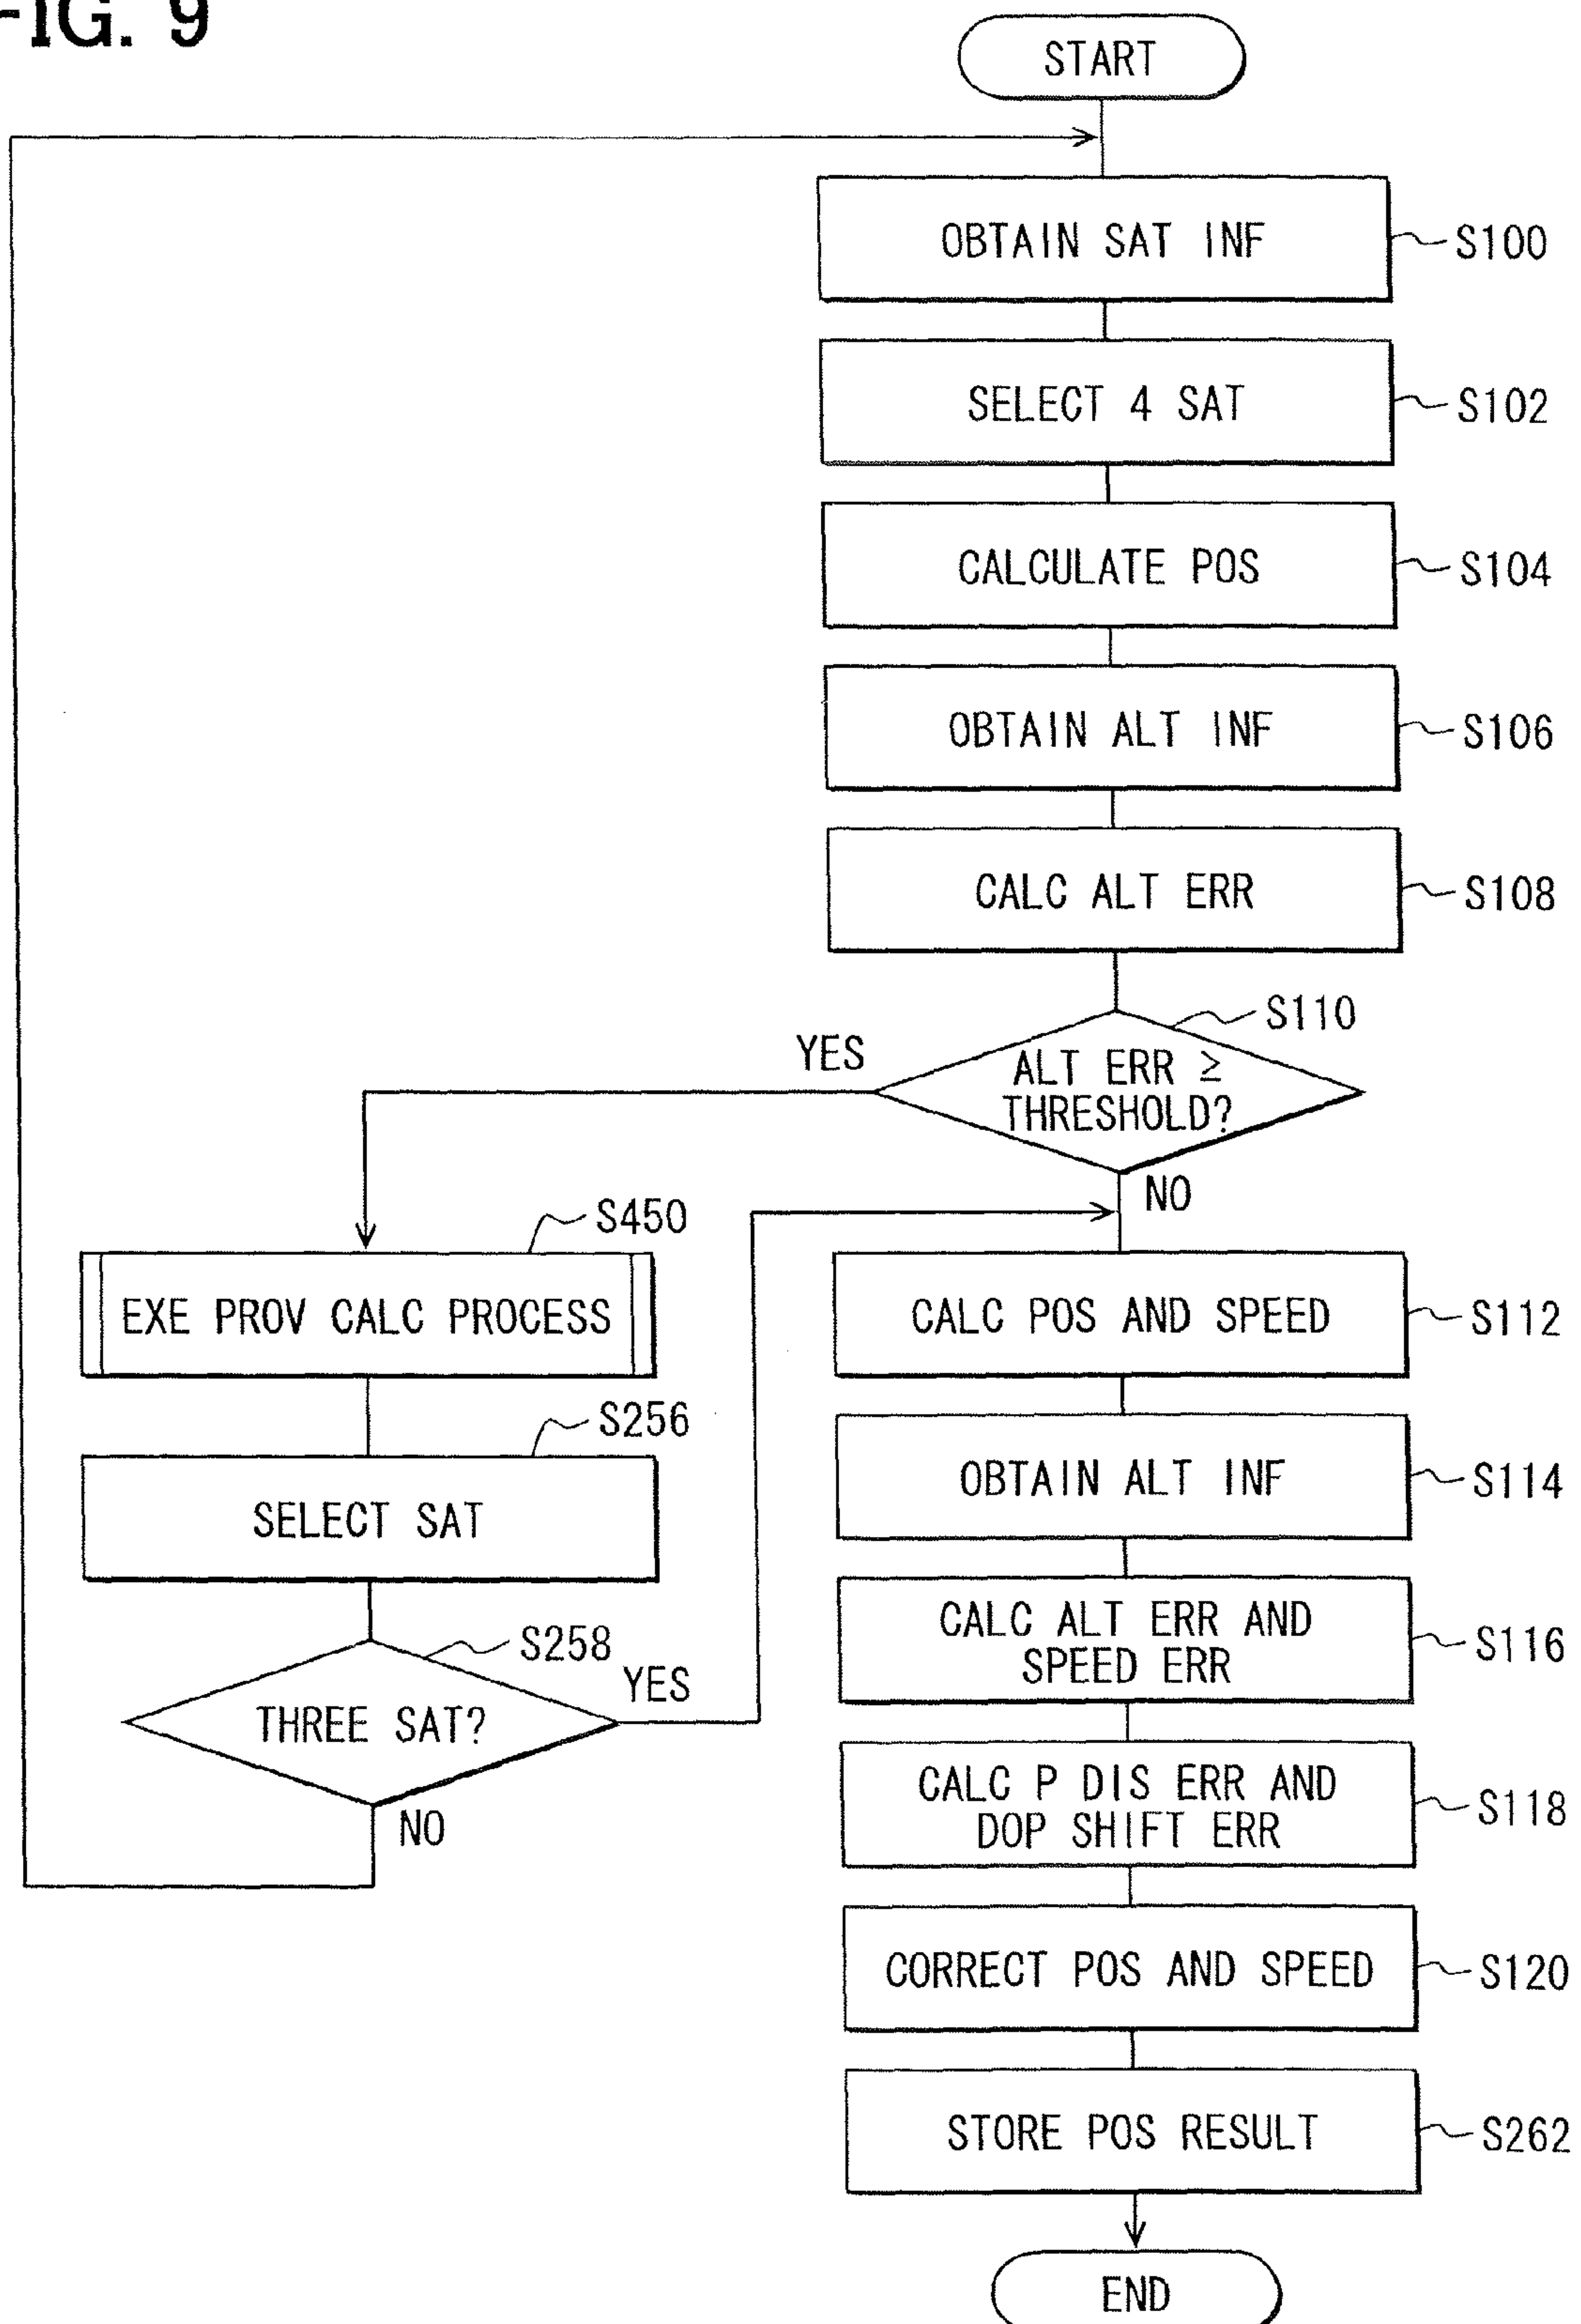 FIG. 9
START
OBTAIN SAT INF
S100
SELECT 4 SAT
S102
CALCULATE POS
S104
OBTAIN ALT INF
S106
CALC ALT ERR
S108
S110
YES
ALT ERR ≥
THRESHOLD?
NO
S450
EXE PROV CALC PROCESS
S256
SELECT SAT
S258
THREE SAT?
YES
NO
CALC POS AND SPEED
S112
OBTAIN ALT INF
S114
CALC ALT ERR AND
SPEED ERR
S116
CALC P DIS ERR AND
DOP SHIFT ERR
S118
CORRECT POS AND SPEED
S120
STORE POS RESULT
S262
END